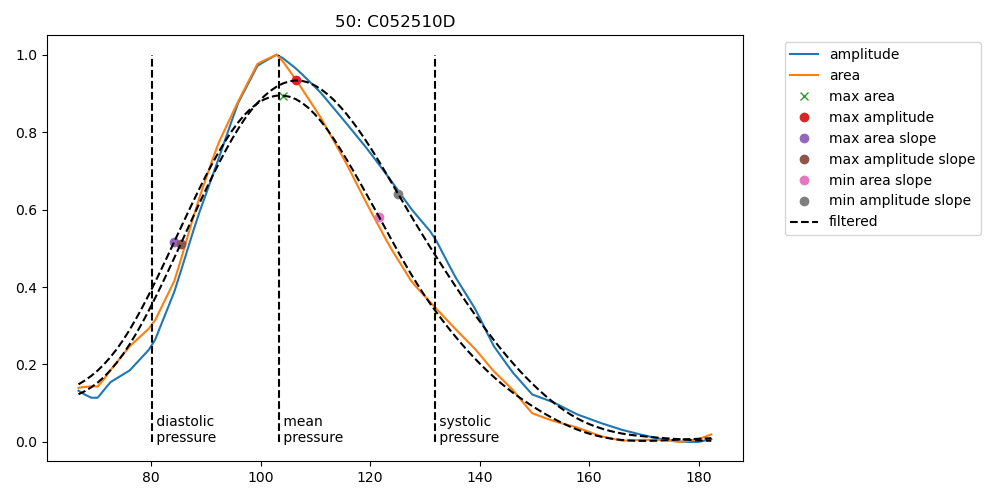 50: C052510D
1.0
0.8
0.6
0.4
0.2
0.0
80
100
120
140
160
180
diastolic
pressure
mean
pressure
systolic
pressure
amplitude
area
max area
max amplitude
max area slope
max amplitude slope
min area slope
min amplitude slope
filtered